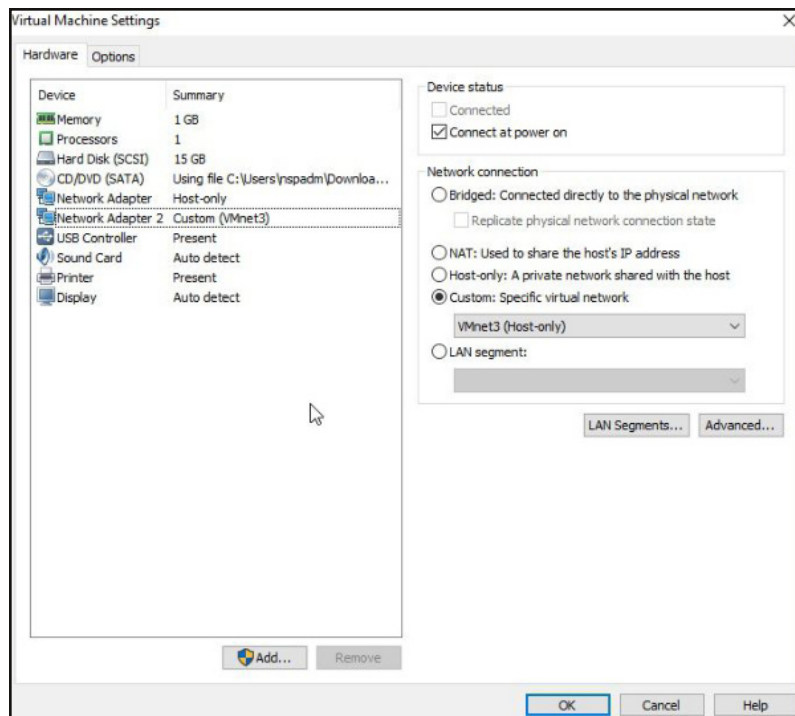 Virtual Machine Settings
Hardware Options
Device Summary
Memory 1 GB
Processors 1
Hard Disk (SCSI) 15 GB
CD/DVD (SATA) Using file C:\Users\nspadm\Downloa...
Network Adapter Host-only
Network Adapter 2 Custom (VMnet3)
USB Controller Present
Sound Card Auto detect
Printer Present
Display Auto detect
Add... Remove
Device status
Connected
Connect at power on
Network connection
Bridged: Connected directly to the physical network
Replicate physical network connection state
NAT: Used to share the host's IP address
Host-only: A private network shared with the host
Custom: Specific virtual network
VMnet3 (Host-only)
LAN segment:
LAN Segments... Advanced...
OK Cancel Help